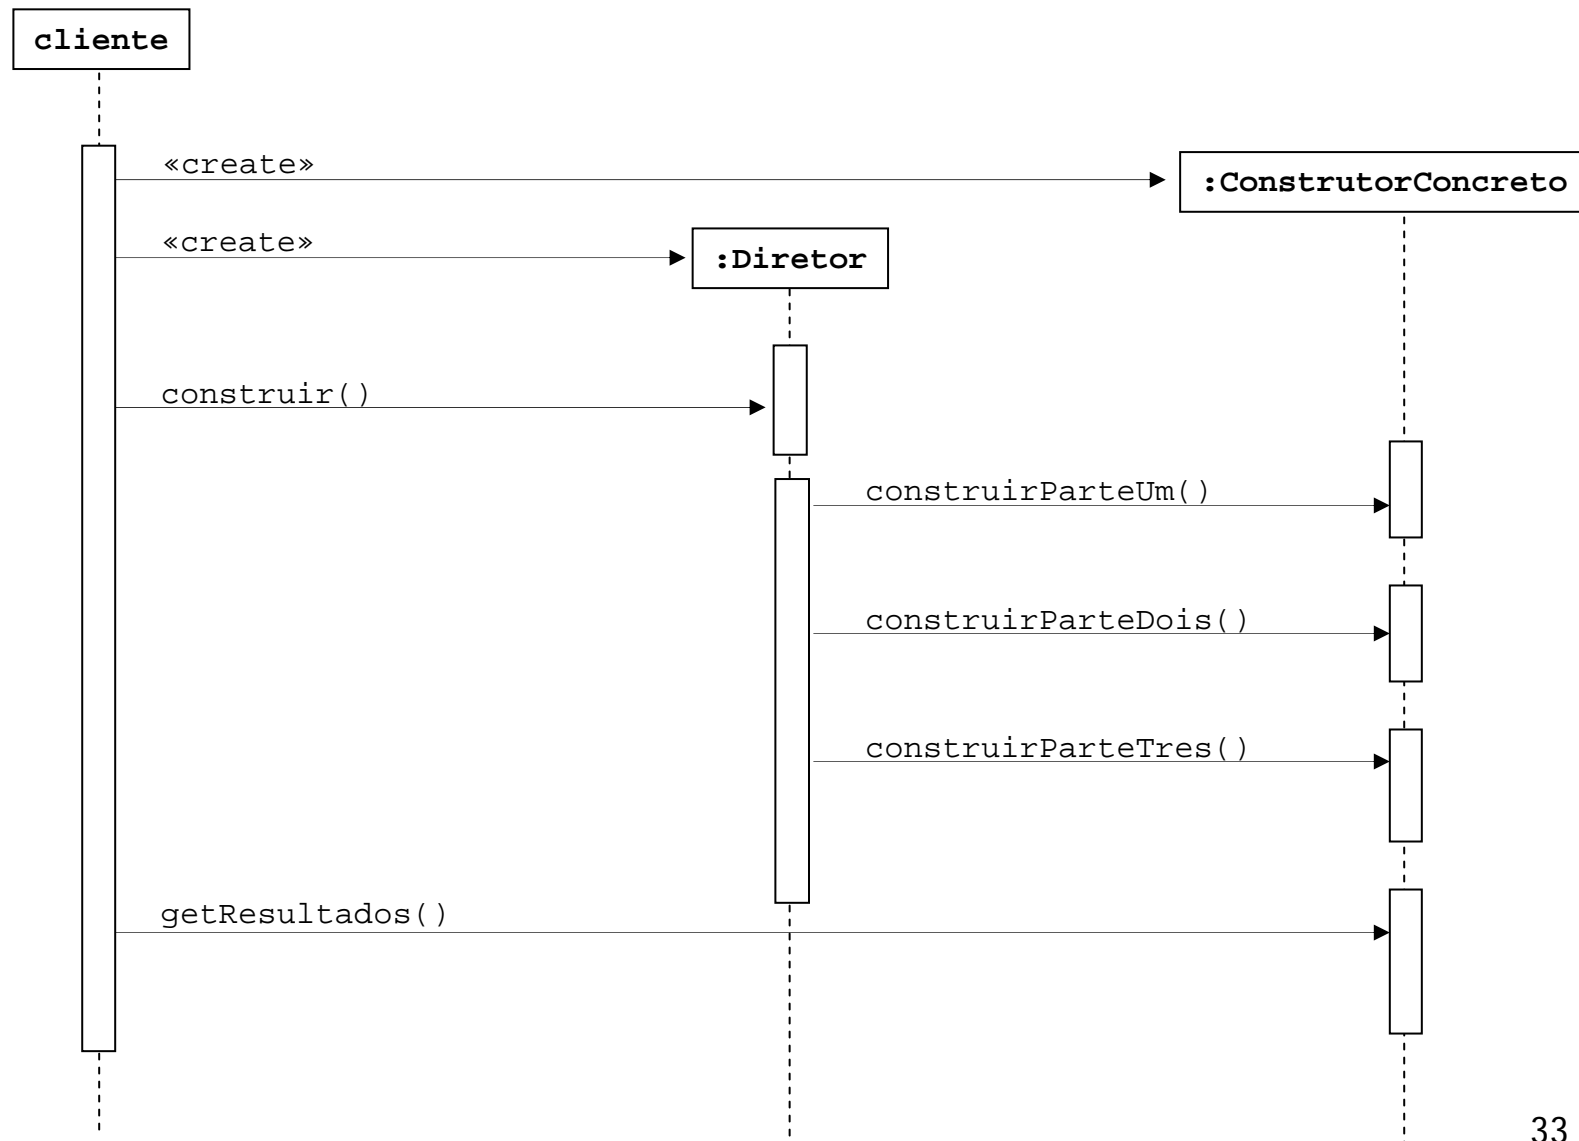 cliente
«create»
:ConstrutorConcreto
«create»
:Diretor
construir()
construirParteUm()
construirParteDois()
construirParteTres()
getResultados()
33